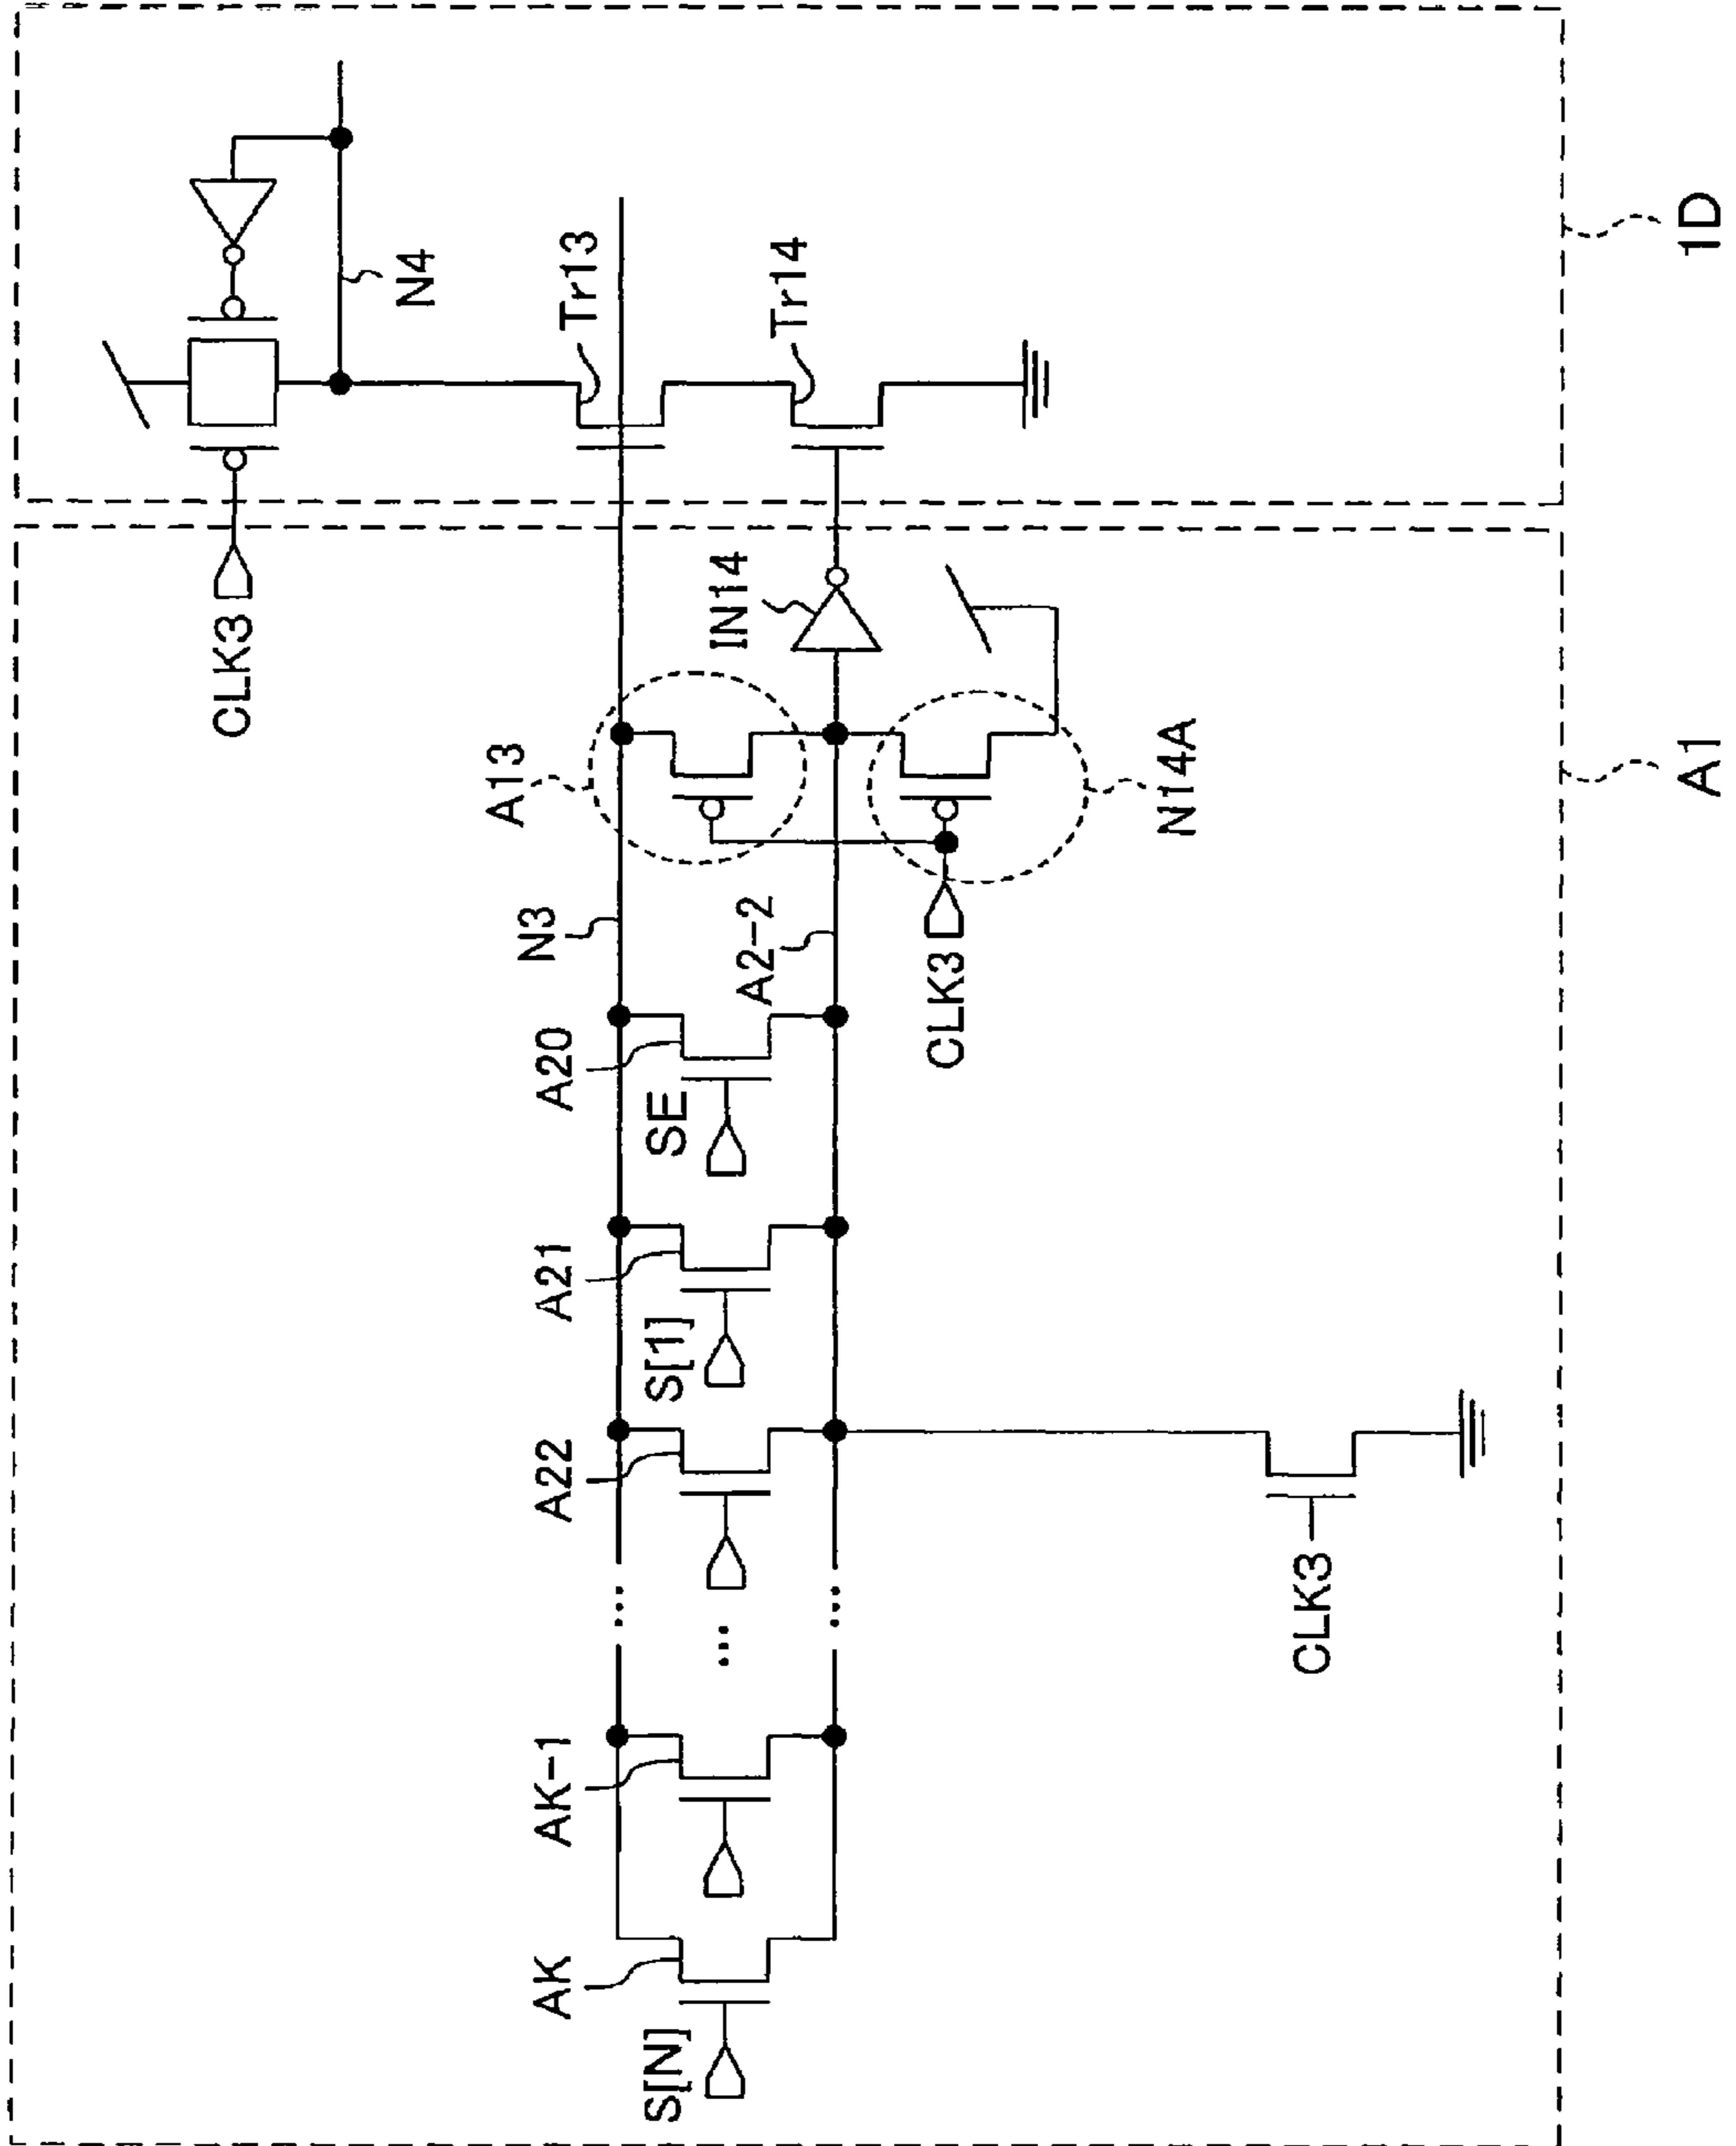 CLK3
N4
AK
AK-1
A22
A21
A20
N3
A13
Tr13
S[N]
S[1]
SE
...
...
...
A2-2
IN14
Tr14
CLK3
N14A
CLK3
A1
1D